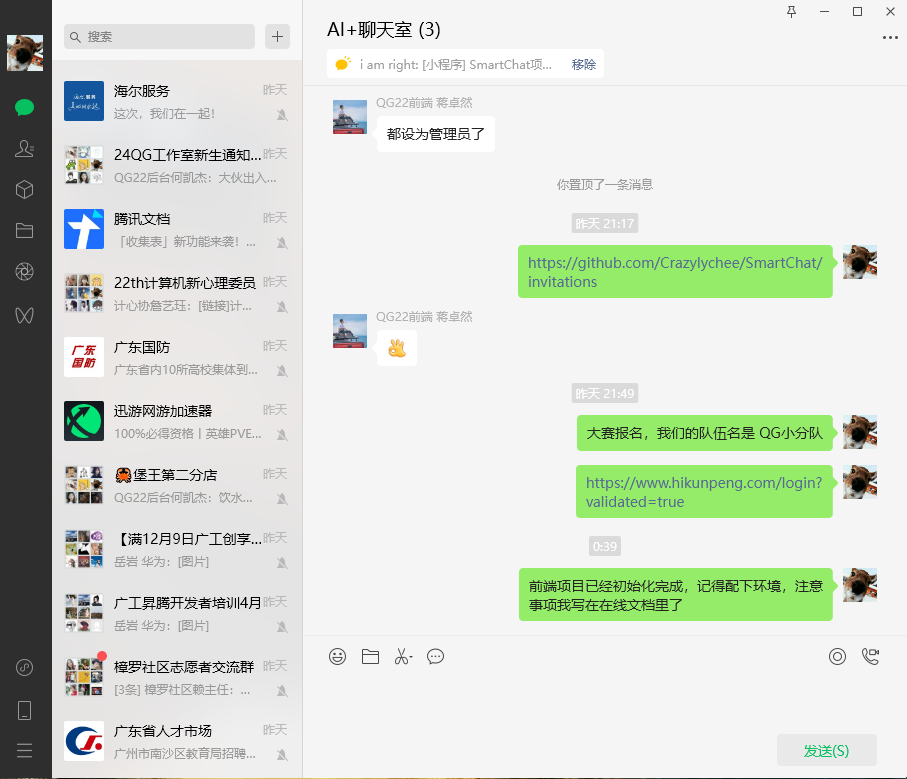 搜索
海尔服务
昨天
这次，我们在一起！
24QG工作室新生通知...
昨天
QG22后台何凯杰：大伙出入...
腾讯文档
昨天
「收集表」新功能来袭！...
22th计算机新心理委员
昨天
计心协詹艺珏：[链接]计...
广东
国防
广东国防
昨天
广东省内10所高校集体到...
迅游网游加速器
昨天
100%必得资格丨英雄PVE...
🦀堡王第二分店
昨天
QG22后台何凯杰：饮水...
【满12月9日广工创享...
昨天
岳岩 华为：[图片]
广工昇腾开发者培训4月
昨天
岳岩 华为：[图片]
樟罗社区志愿者交流群
昨天
[3条] 樟罗社区赖主任：...
广东省人才市场
昨天
广州市南沙区教育局招聘...
AI+聊天室 (3)
i am right: [小程序] SmartChat项...
移除
QG22前端 蒋卓然
都设为管理员了
你置顶了一条消息
昨天 21:17
https://github.com/Crazylychee/SmartChat/
invitations
QG22前端 蒋卓然
昨天 21:49
大赛报名，我们的队伍名是 QG小分队
https://www.hikunpeng.com/login?
validated=true
0:39
前端项目已经初始化完成，记得配下环境，注意
事项我写在在线文档里了
发送(S)